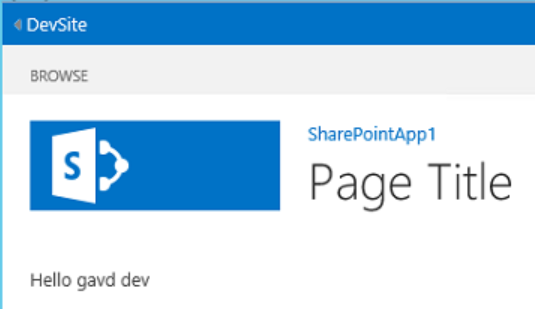 DevSite
BROWSE
S
SharePointApp1
Page Title
Hello gavd dev